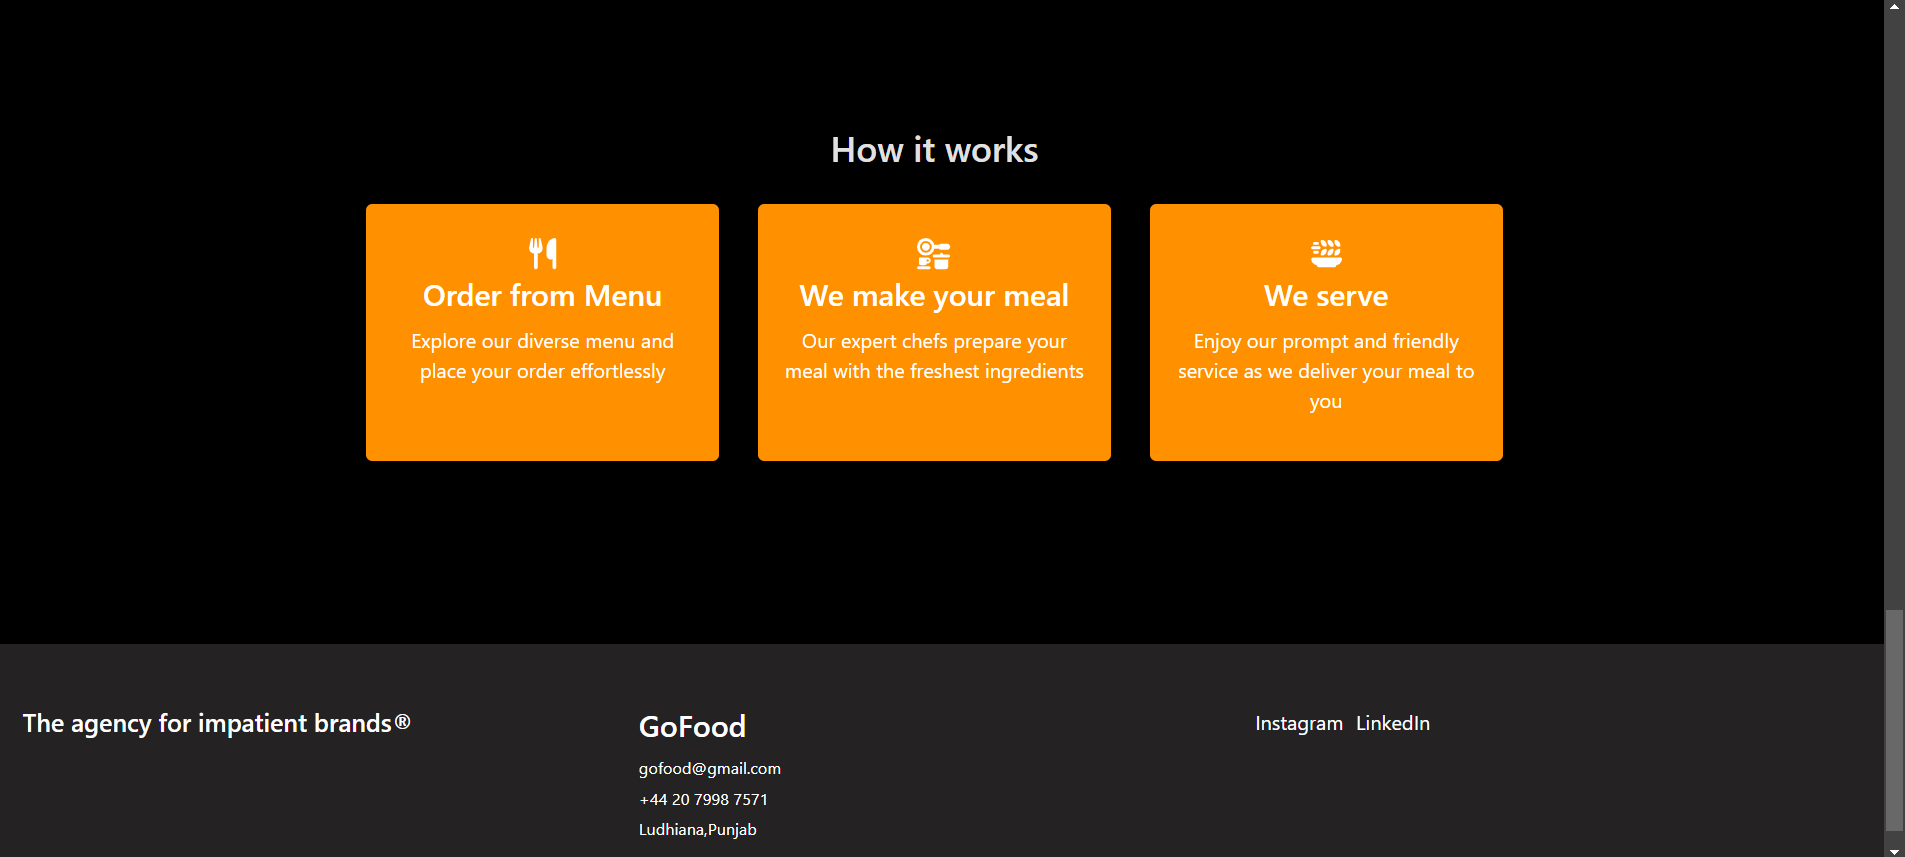 How it works
Order from Menu
Explore our diverse menu and
place your order effortlessly
We make your meal
Our expert chefs prepare your
meal with the freshest ingredients
We serve
Enjoy our prompt and friendly
service as we deliver your meal to
you
The agency for impatient brands®
GoFood
gofood@gmail.com
+44 20 7998 7571
Ludhiana,Punjab
Instagram LinkedIn